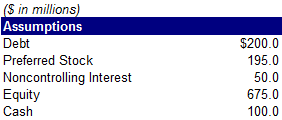 ($ in millions)
Assumptions
Debt $200.0
Preferred Stock 195.0
Noncontrolling Interest 50.0
Equity 675.0
Cash 100.0